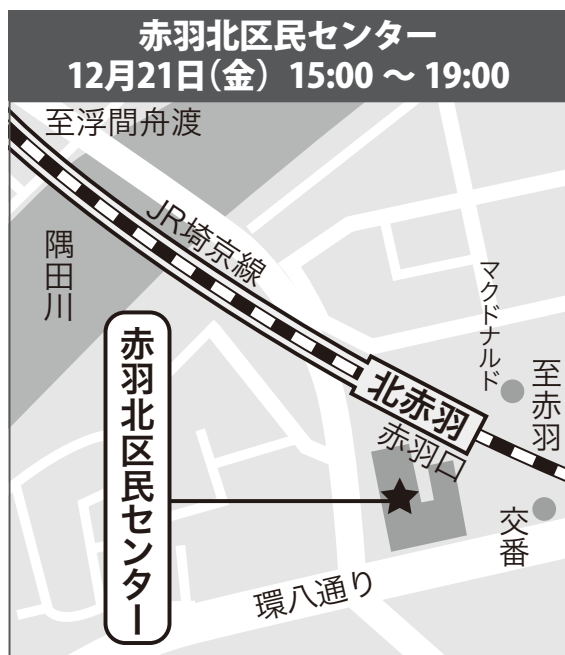 赤羽北区民センター
12月21日(金) 15:00 ～ 19:00
至浮間舟渡
JR埼京線
隅田川
マクドナルド
至赤羽
北赤羽
赤羽口
赤羽北区民センター
交番
環八通り